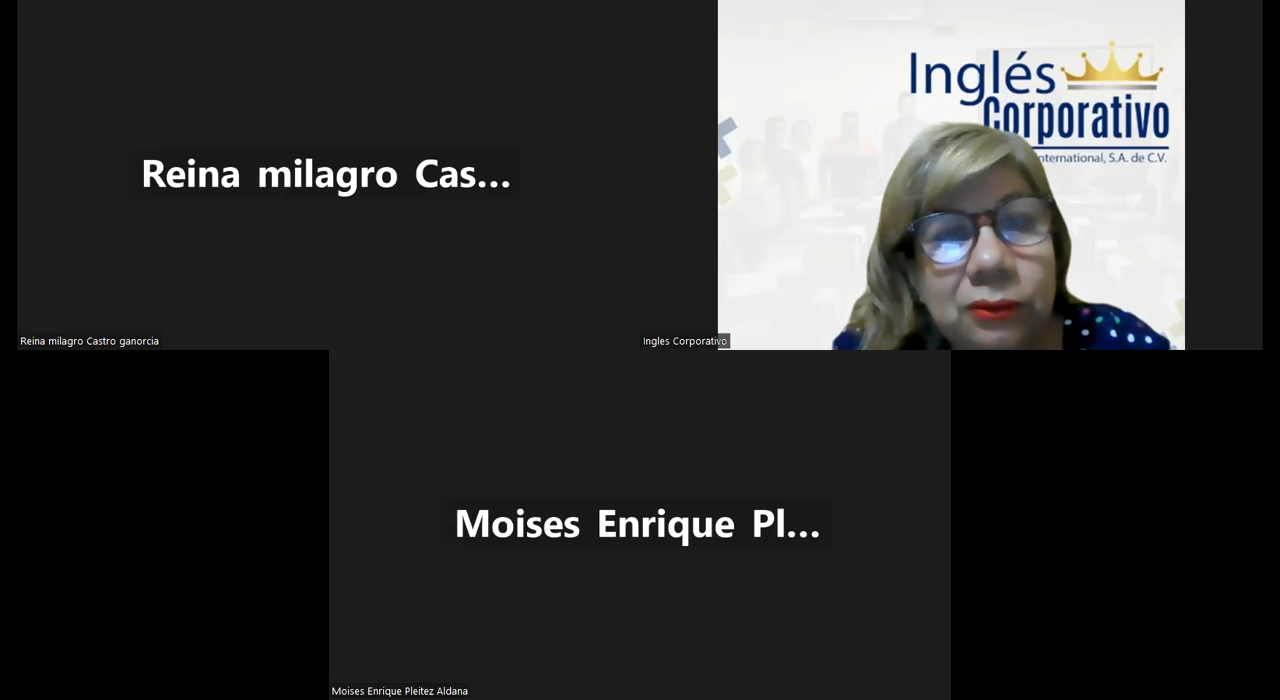 Reina milagro Cas...
Reina milagro Castro ganorcia
Inglés
Corporativo
nternational, S.A. de C.V.
Ingles Corporativo
Moises Enrique Pl...
Moises Enrique Pleitez Aldana